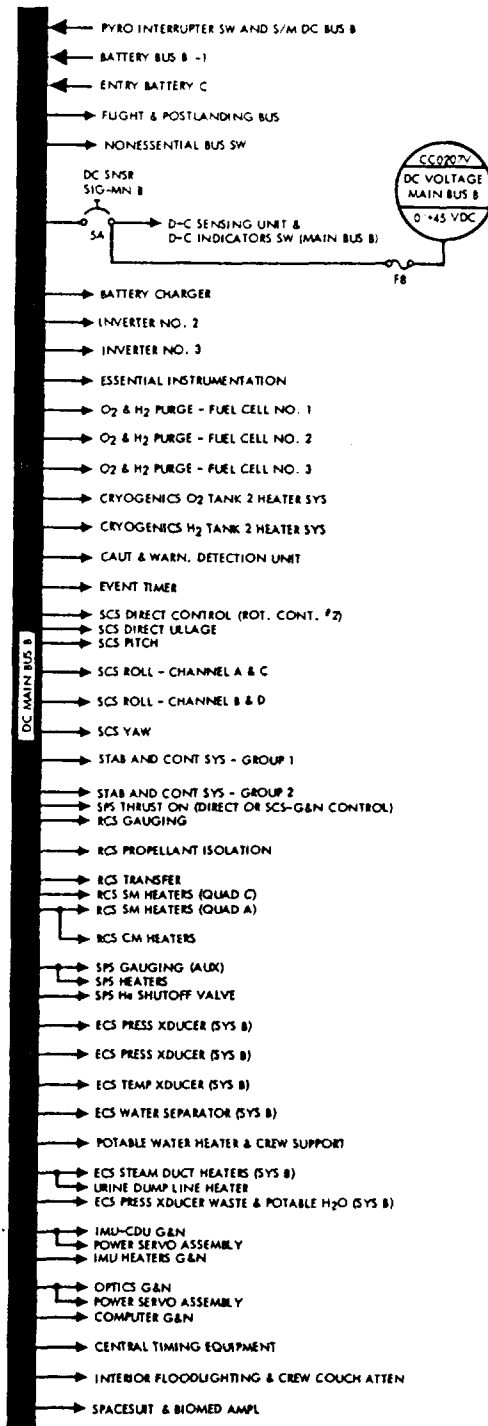 PYRO INTERRUPTER SW AND S/M DC BUS B
BATTERY BUS B -1
ENTRY BATTERY C
FLIGHT & POSTLANDING BUS
NONESSENTIAL BUS SW
DC SNSR
SIG-MN B
5A
D-C SENSING UNIT &
D-C INDICATORS SW (MAIN BUS B)
CC0207V
DC VOLTAGE
MAIN BUS B
0 +45 VDC
F8
BATTERY CHARGER
INVERTER NO. 2
INVERTER NO. 3
ESSENTIAL INSTRUMENTATION
O2 & H2 PURGE - FUEL CELL NO. 1
O2 & H2 PURGE - FUEL CELL NO. 2
O2 & H2 PURGE - FUEL CELL NO. 3
CRYOGENICS O2 TANK 2 HEATER SYS
CRYOGENICS H2 TANK 2 HEATER SYS
CAUT & WARN. DETECTION UNIT
EVENT TIMER
SCS DIRECT CONTROL (ROT. CONT. #2)
SCS DIRECT ULLAGE
SCS PITCH
DC MAIN BUS B
SCS ROLL - CHANNEL A & C
SCS ROLL - CHANNEL B & D
SCS YAW
STAB AND CONT SYS - GROUP 1
STAB AND CONT SYS - GROUP 2
SPS THRUST ON (DIRECT OR SCS-G&N CONTROL)
RCS GAUGING
RCS PROPELLANT ISOLATION
RCS TRANSFER
RCS SM HEATERS (QUAD C)
RCS SM HEATERS (QUAD A)
RCS CM HEATERS
SPS GAUGING (AUX)
SPS HEATERS
SPS He SHUTOFF VALVE
ECS PRESS XDUCER (SYS B)
ECS PRESS XDUCER (SYS B)
ECS TEMP XDUCER (SYS B)
ECS WATER SEPARATOR (SYS B)
POTABLE WATER HEATER & CREW SUPPORT
ECS STEAM DUCT HEATERS (SYS B)
URINE DUMP LINE HEATER
ECS PRESS XDUCER WASTE & POTABLE H2O (SYS B)
IMU-CDU G&N
POWER SERVO ASSEMBLY
IMU HEATERS G&N
OPTICS G&N
POWER SERVO ASSEMBLY
COMPUTER G&N
CENTRAL TIMING EQUIPMENT
INTERIOR FLOODLIGHTING & CREW COUCH ATTEN
SPACESUIT & BIOMED AMPL